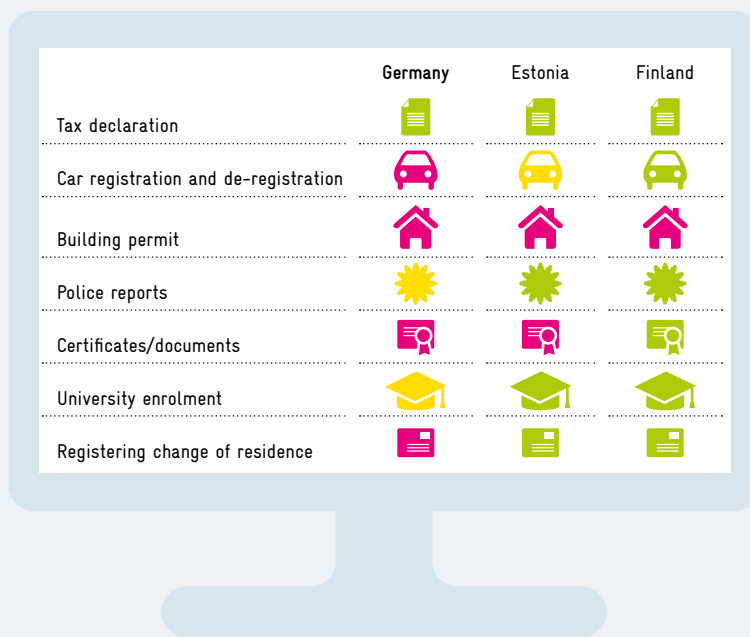 Germany Estonia Finland
Tax declaration
Car registration and de-registration
Building permit
Police reports
Certificates/documents
University enrolment
Registering change of residence